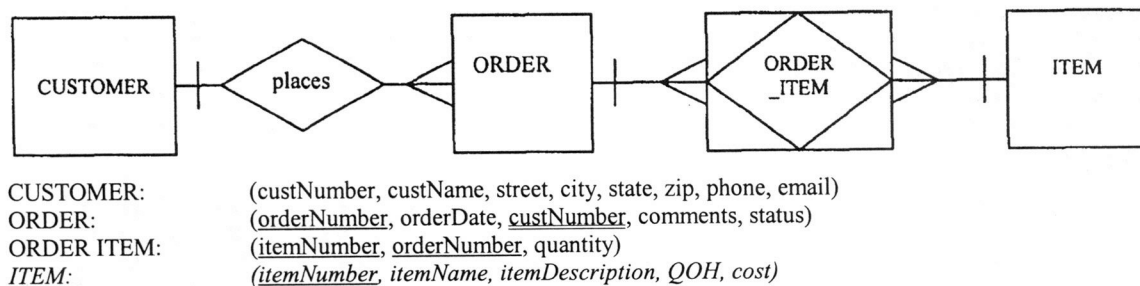 CUSTOMER
places
ORDER
ORDER
_ITEM
ITEM
CUSTOMER: (custNumber, custName, street, city, state, zip, phone, email)
ORDER: (orderNumber, orderDate, custNumber, comments, status)
ORDER ITEM: (itemNumber, orderNumber, quantity)
ITEM: (itemNumber, itemName, itemDescription, QOH, cost)